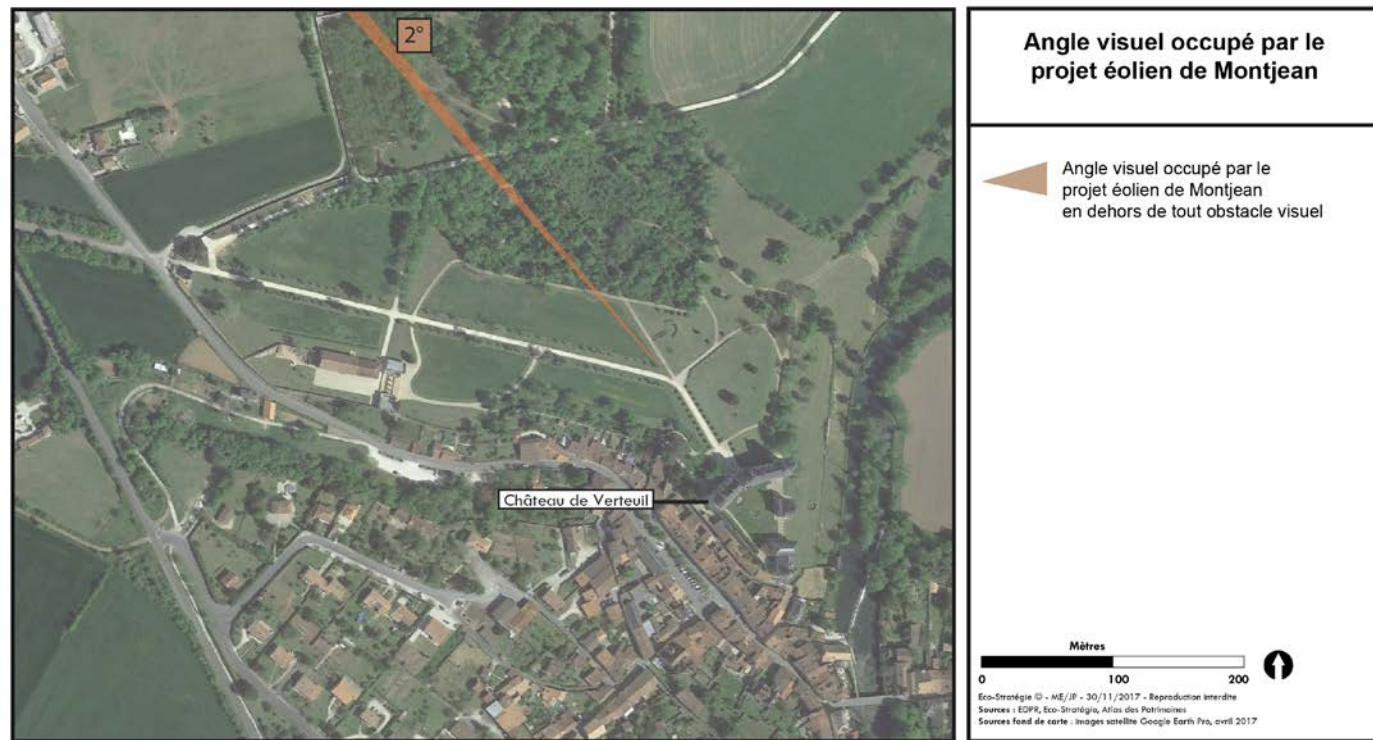 2°
Château de Verteuil
Angle visuel occupé par le
projet éolien de Montjean
Angle visuel occupé par le
projet éolien de Montjean
en dehors de tout obstacle visuel
Mètres
0 100 200
Eco-Stratégie © - ME/JP - 30/11/2017 - Reproduction interdite
Sources : EDPR, Eco-Stratégie, Atlas des Patrimoines
Sources fond de carte : images satellite Google Earth Pro, avril 2017